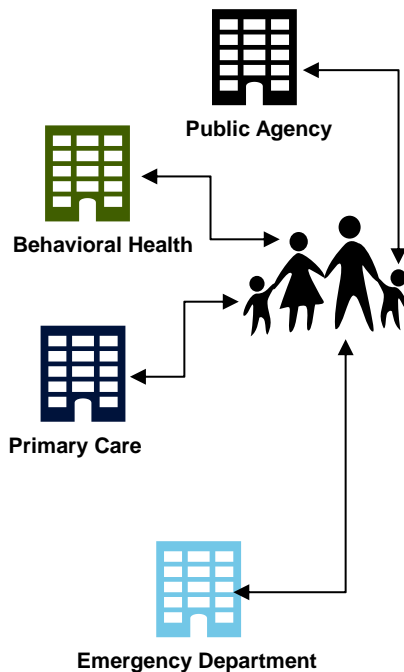 Public Agency
Behavioral Health
Primary Care
Emergency Department